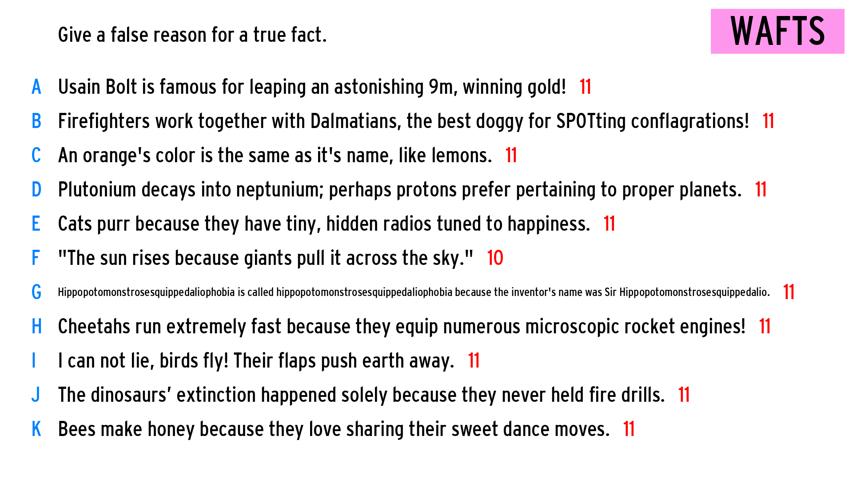 Give a false reason for a true fact.
WAFTS
A Usain Bolt is famous for leaping an astonishing 9m, winning gold! 11
B Firefighters work together with Dalmatians, the best doggy for SPOTting conflagrations! 11
C An orange's color is the same as it's name, like lemons. 11
D Plutonium decays into neptunium; perhaps protons prefer pertaining to proper planets. 11
E Cats purr because they have tiny, hidden radios tuned to happiness. 11
F "The sun rises because giants pull it across the sky." 10
G Hippopotomonstrosesquippedaliophobia is called hippopotomonstrosesquippedaliophobia because the inventor's name was Sir Hippopotomonstrosesquippedalio. 11
H Cheetahs run extremely fast because they equip numerous microscopic rocket engines! 11
I I can not lie, birds fly! Their flaps push earth away. 11
J The dinosaurs’ extinction happened solely because they never held fire drills. 11
K Bees make honey because they love sharing their sweet dance moves. 11